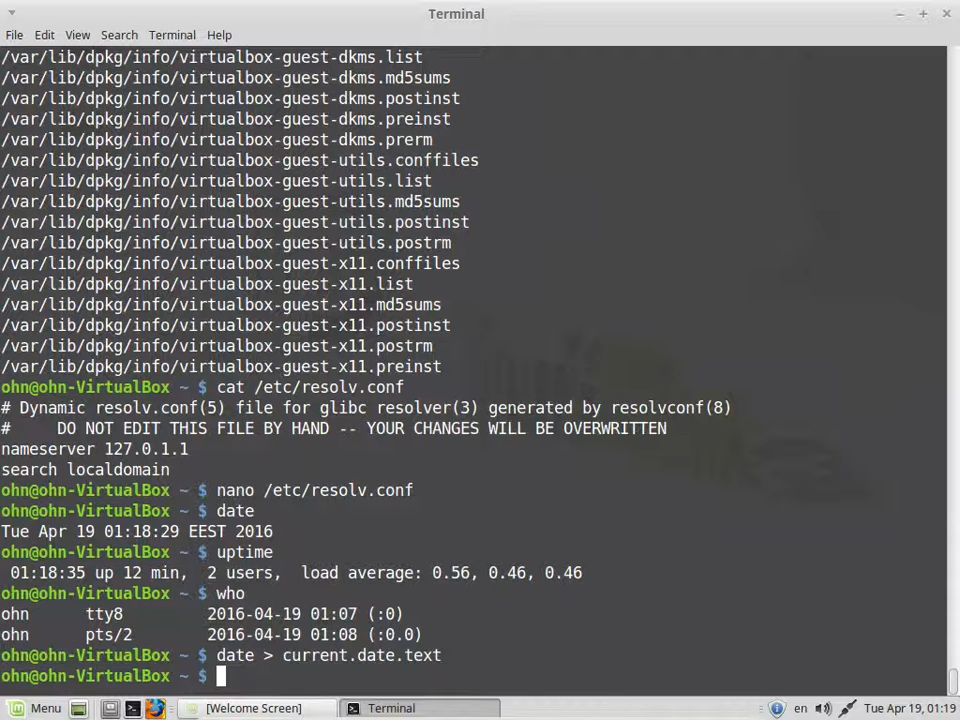 Terminal
File Edit View Search Terminal Help
/var/lib/dpkg/info/virtualbox-guest-dkms.list
/var/lib/dpkg/info/virtualbox-guest-dkms.md5sums
/var/lib/dpkg/info/virtualbox-guest-dkms.postinst
/var/lib/dpkg/info/virtualbox-guest-dkms.preinst
/var/lib/dpkg/info/virtualbox-guest-dkms.prerm
/var/lib/dpkg/info/virtualbox-guest-utils.conffiles
/var/lib/dpkg/info/virtualbox-guest-utils.list
/var/lib/dpkg/info/virtualbox-guest-utils.md5sums
/var/lib/dpkg/info/virtualbox-guest-utils.postinst
/var/lib/dpkg/info/virtualbox-guest-utils.postrm
/var/lib/dpkg/info/virtualbox-guest-x11.conffiles
/var/lib/dpkg/info/virtualbox-guest-x11.list
/var/lib/dpkg/info/virtualbox-guest-x11.md5sums
/var/lib/dpkg/info/virtualbox-guest-x11.postinst
/var/lib/dpkg/info/virtualbox-guest-x11.postrm
/var/lib/dpkg/info/virtualbox-guest-x11.preinst
ohn@ohn-VirtualBox ~ $ cat /etc/resolv.conf
# Dynamic resolv.conf(5) file for glibc resolver(3) generated by resolvconf(8)
#     DO NOT EDIT THIS FILE BY HAND -- YOUR CHANGES WILL BE OVERWRITTEN
nameserver 127.0.1.1
search localdomain
ohn@ohn-VirtualBox ~ $ nano /etc/resolv.conf
ohn@ohn-VirtualBox ~ $ date
Tue Apr 19 01:18:29 EEST 2016
ohn@ohn-VirtualBox ~ $ uptime
 01:18:35 up 12 min,  2 users,  load average: 0.56, 0.46, 0.46
ohn@ohn-VirtualBox ~ $ who
ohn      tty8         2016-04-19 01:07 (:0)
ohn      pts/2        2016-04-19 01:08 (:0.0)
ohn@ohn-VirtualBox ~ $ date > current.date.text
ohn@ohn-VirtualBox ~ $
Menu [Welcome Screen] Terminal en Tue Apr 19, 01:19